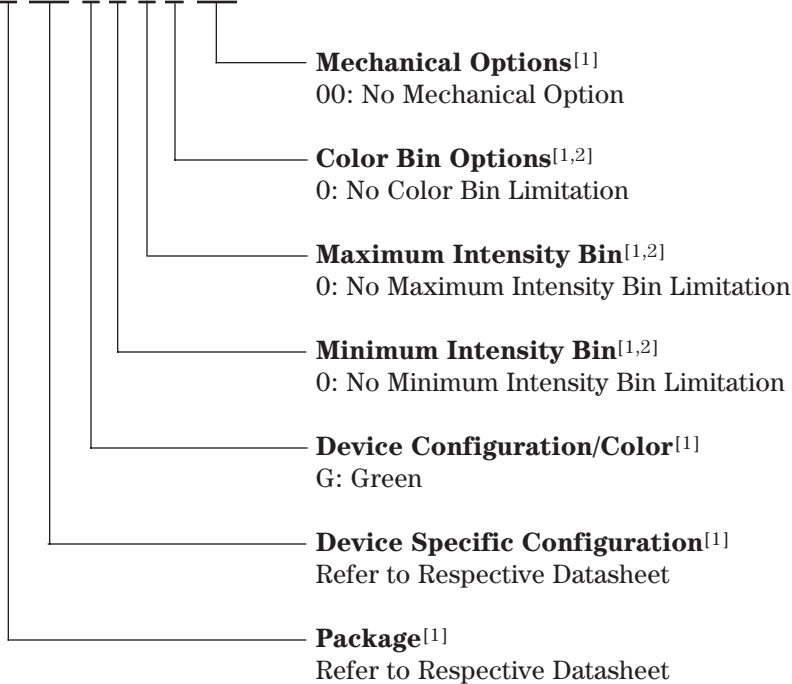 Mechanical Options[1]
00: No Mechanical Option
Color Bin Options[1,2]
0: No Color Bin Limitation
Maximum Intensity Bin[1,2]
0: No Maximum Intensity Bin Limitation
Minimum Intensity Bin[1,2]
0: No Minimum Intensity Bin Limitation
Device Configuration/Color[1]
G: Green
Device Specific Configuration[1]
Refer to Respective Datasheet
Package[1]
Refer to Respective Datasheet